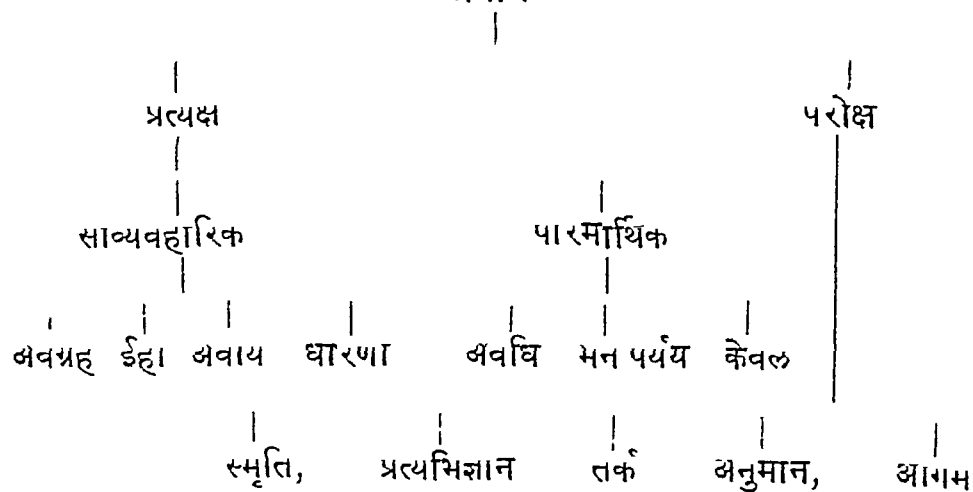 प्रत्यक्ष परोक्ष
साव्यवहारिक पारमार्थिक
अवग्रह ईहा अवाय धारणा अवधि मन पर्यय केवल
स्मृति, प्रत्यभिज्ञान तर्क अनुमान, आगम